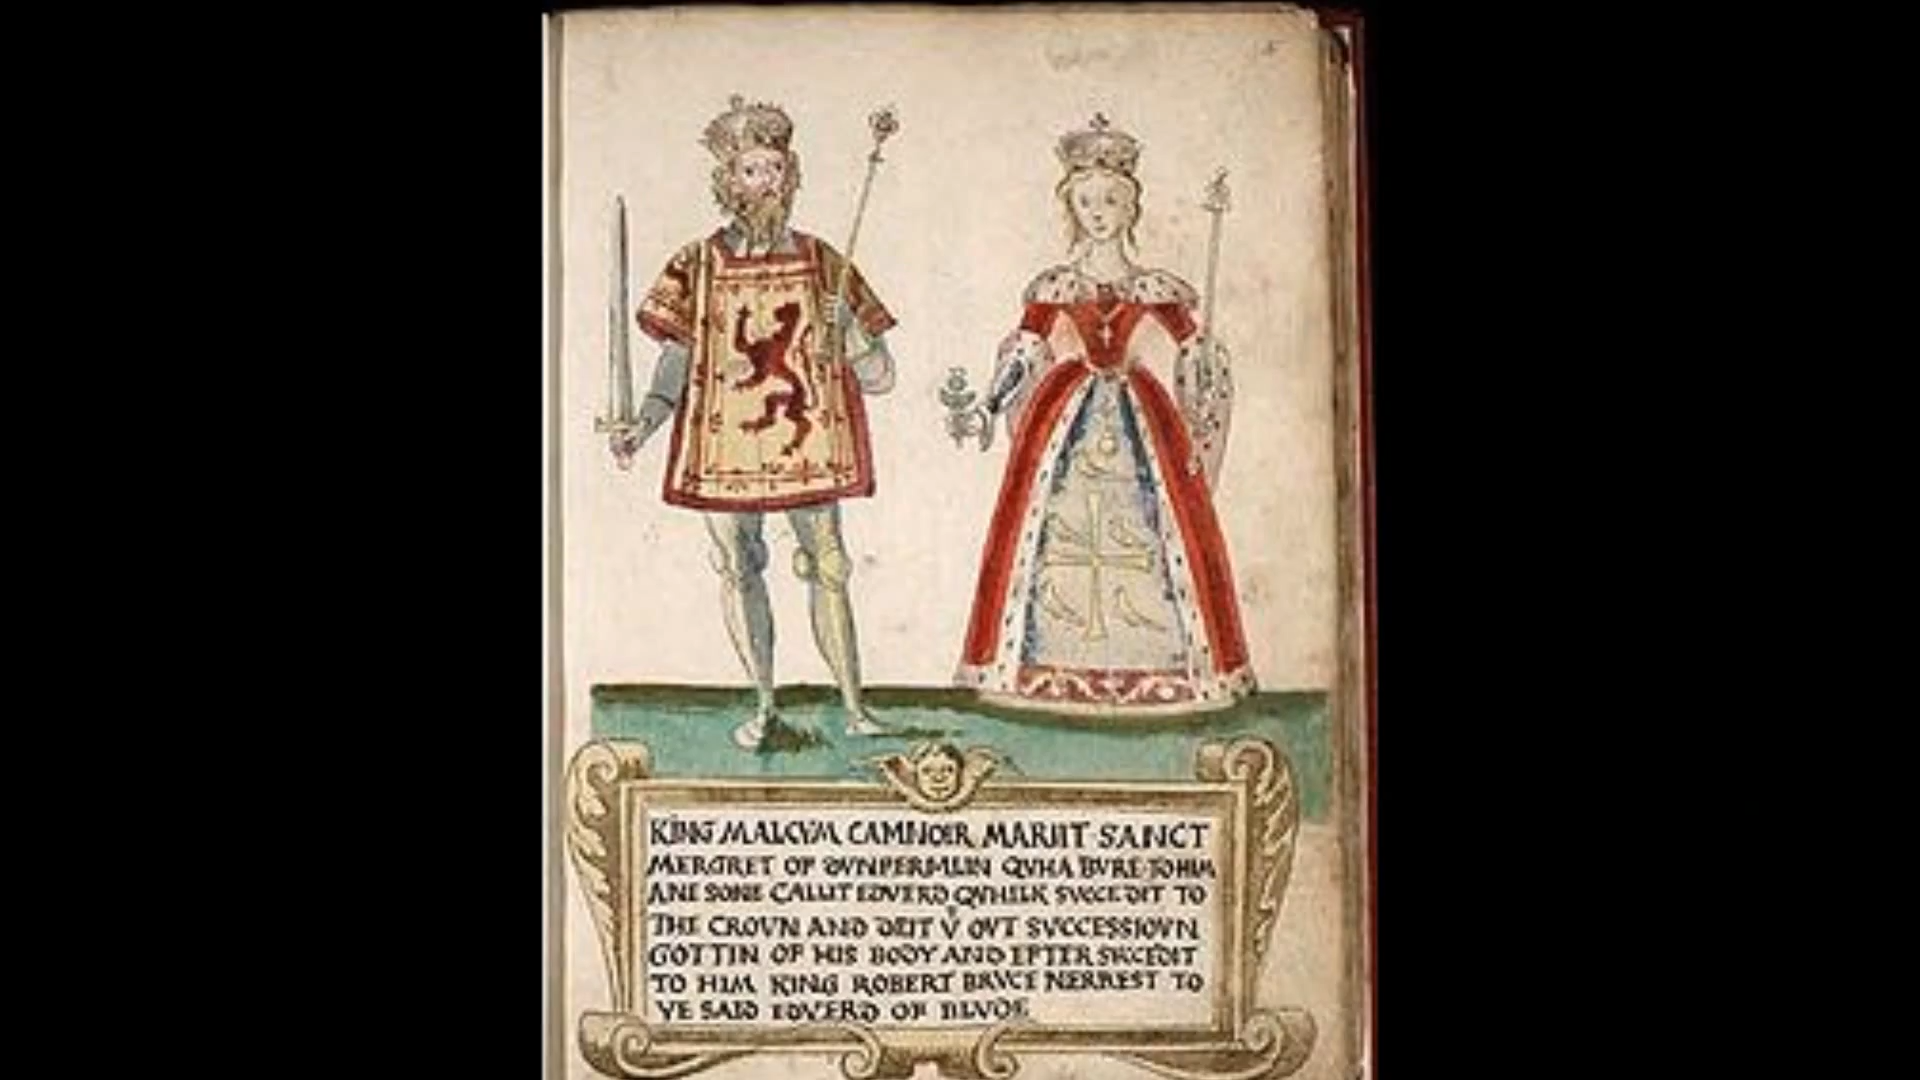 KING MALCVM CAMNOIR MARIIT SANCT
MERGRET OF DVNFERMLIN QVHA BVRE TO HIM
ANE SONE CALLIT EDVERD QVHILK SVCCEDIT TO
THE CROVN AND DEIT V OVT SVCCESSIOVN
GOTTIN OF HIS BODY AND EFTER SVCCEDIT
TO HIM KING ROBERT BRVCE NERREST TO
YE SAID EDVERD OF BLVDE